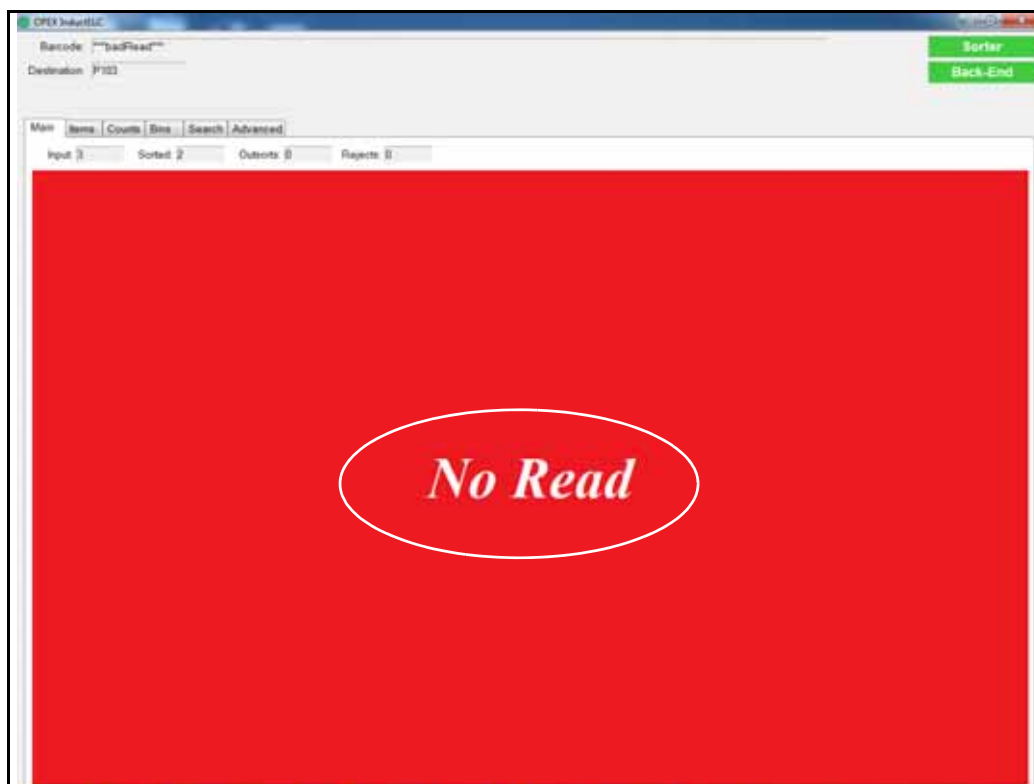 OPEX InductELC
Barcode ***badRead***
Sorter
Destination P103
Back-End
Main Items Counts Bins Search Advanced
Input: 3 Sorted: 2 Outsorts: 0 Rejects: 0
No Read